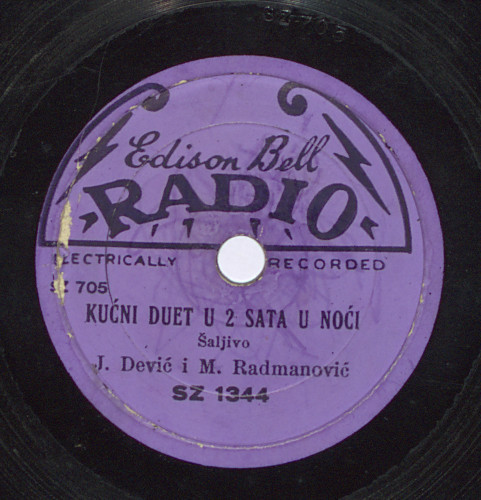 SZ-705
Edison Bell
RADIO
ELECTRICALLY RECORDED
SZ 705
KUĆNI DUET U 2 SATA U NOĆI
Šaljivo
J. Dević i M. Radmanović
SZ 1344